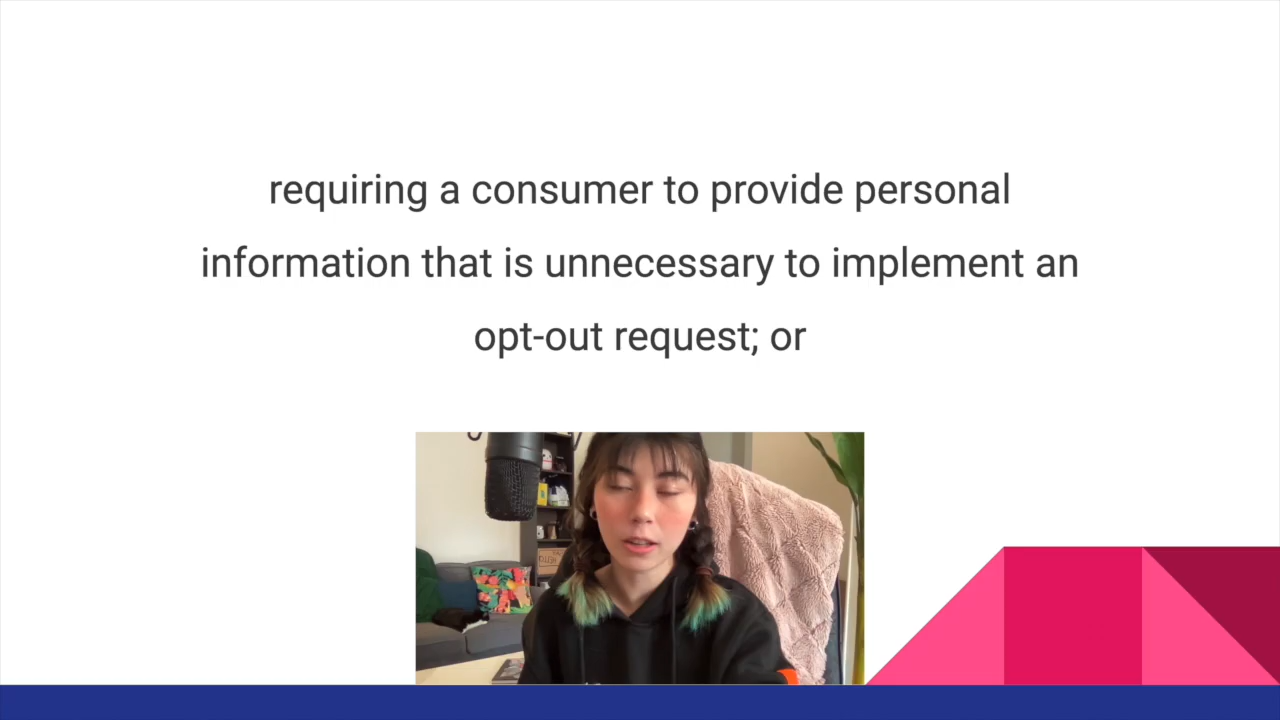 requiring a consumer to provide personal
information that is unnecessary to implement an
opt-out request; or